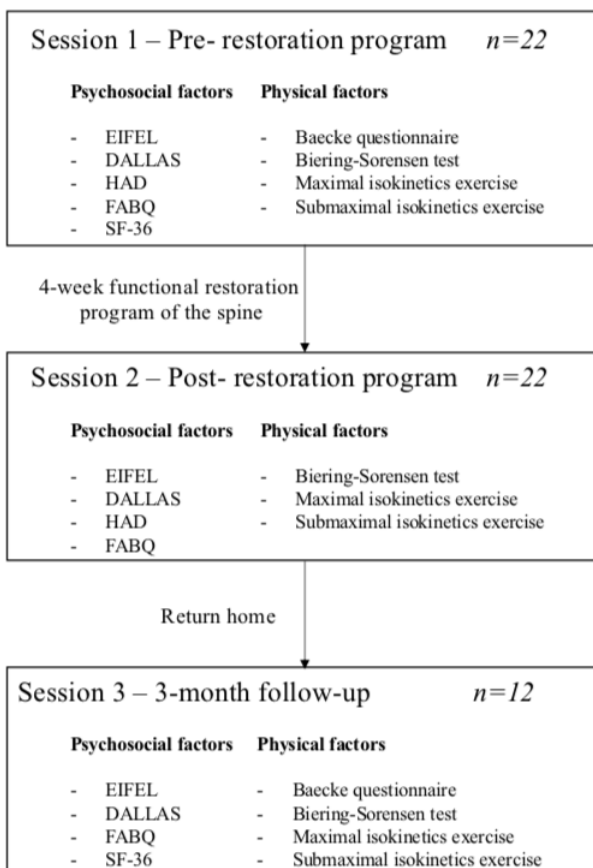 Session 1 – Pre- restoration program n=22
Psychosocial factors Physical factors
- EIFEL - Baecke questionnaire
- DALLAS - Biering-Sorensen test
- HAD - Maximal isokinetics exercise
- FABQ - Submaximal isokinetics exercise
- SF-36
4-week functional restoration
program of the spine
Session 2 – Post- restoration program n=22
Psychosocial factors Physical factors
- EIFEL - Biering-Sorensen test
- DALLAS - Maximal isokinetics exercise
- HAD - Submaximal isokinetics exercise
- FABQ
Return home
Session 3 – 3-month follow-up n=12
Psychosocial factors Physical factors
- EIFEL - Baecke questionnaire
- DALLAS - Biering-Sorensen test
- FABQ - Maximal isokinetics exercise
- SF-36 - Submaximal isokinetics exercise